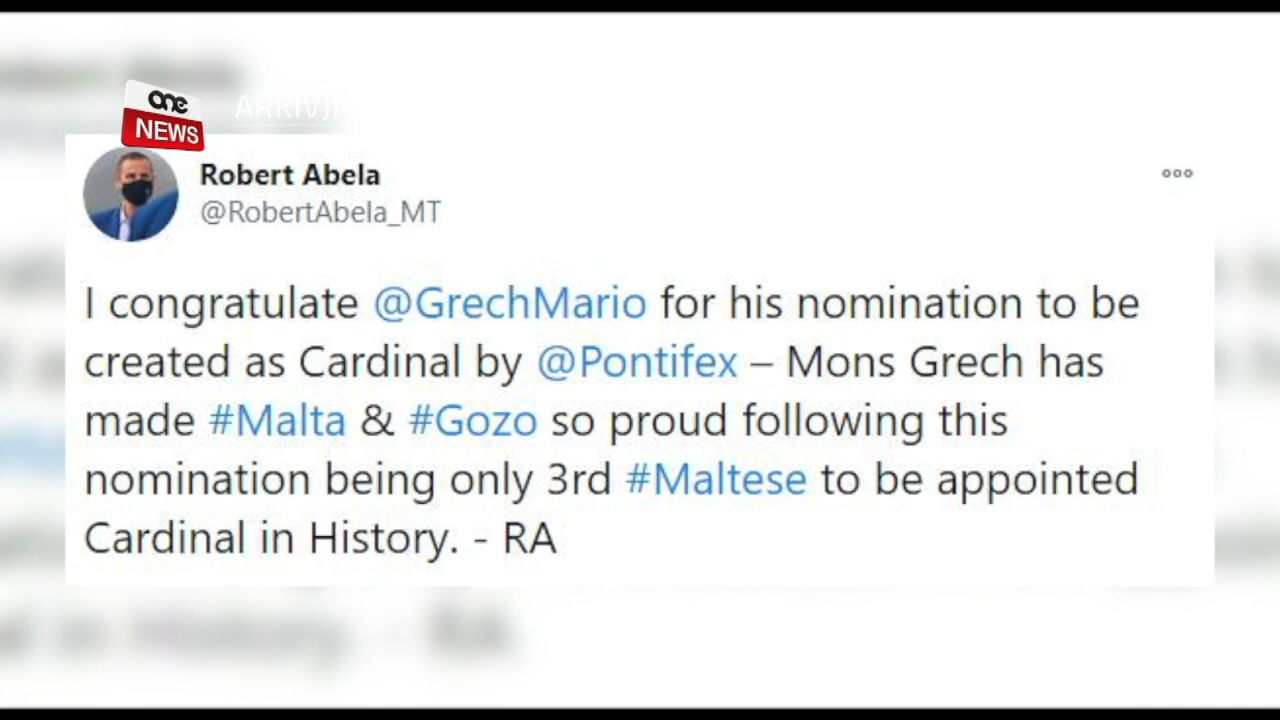 one
NEWS
ARKIVJI
Robert Abela
@RobertAbela_MT
I congratulate @GrechMario for his nomination to be
created as Cardinal by @Pontifex – Mons Grech has
made #Malta & #Gozo so proud following this
nomination being only 3rd #Maltese to be appointed
Cardinal in History. - RA